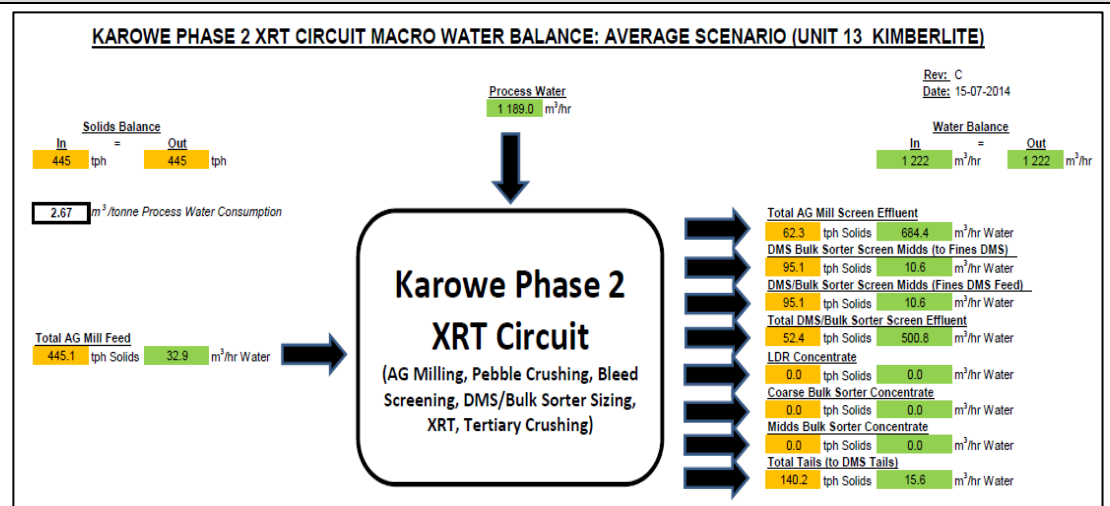 KAROWE PHASE 2 XRT CIRCUIT MACRO WATER BALANCE: AVERAGE SCENARIO (UNIT 13 KIMBERLITE)
Rev: C
Date: 15-07-2014
Process Water
1 189.0 m³/hr
Solids Balance
In = Out
445 tph 445 tph
Water Balance
In = Out
1 222 m³/hr 1 222 m³/hr
2.67 m³/tonne Process Water Consumption
Total AG Mill Feed
445.1 tph Solids 32.9 m³/hr Water
Karowe Phase 2
XRT Circuit
(AG Milling, Pebble Crushing, Bleed
Screening, DMS/Bulk Sorter Sizing,
XRT, Tertiary Crushing)
Total AG Mill Screen Effluent
62.3 tph Solids 684.4 m³/hr Water
DMS Bulk Sorter Screen Midds (to Fines DMS)
95.1 tph Solids 10.6 m³/hr Water
DMS/Bulk Sorter Screen Midds (Fines DMS Feed)
95.1 tph Solids 10.6 m³/hr Water
Total DMS/Bulk Sorter Screen Effluent
52.4 tph Solids 500.8 m³/hr Water
LDR Concentrate
0.0 tph Solids 0.0 m³/hr Water
Coarse Bulk Sorter Concentrate
0.0 tph Solids 0.0 m³/hr Water
Midds Bulk Sorter Concentrate
0.0 tph Solids 0.0 m³/hr Water
Total Tails (to DMS Tails)
140.2 tph Solids 15.6 m³/hr Water